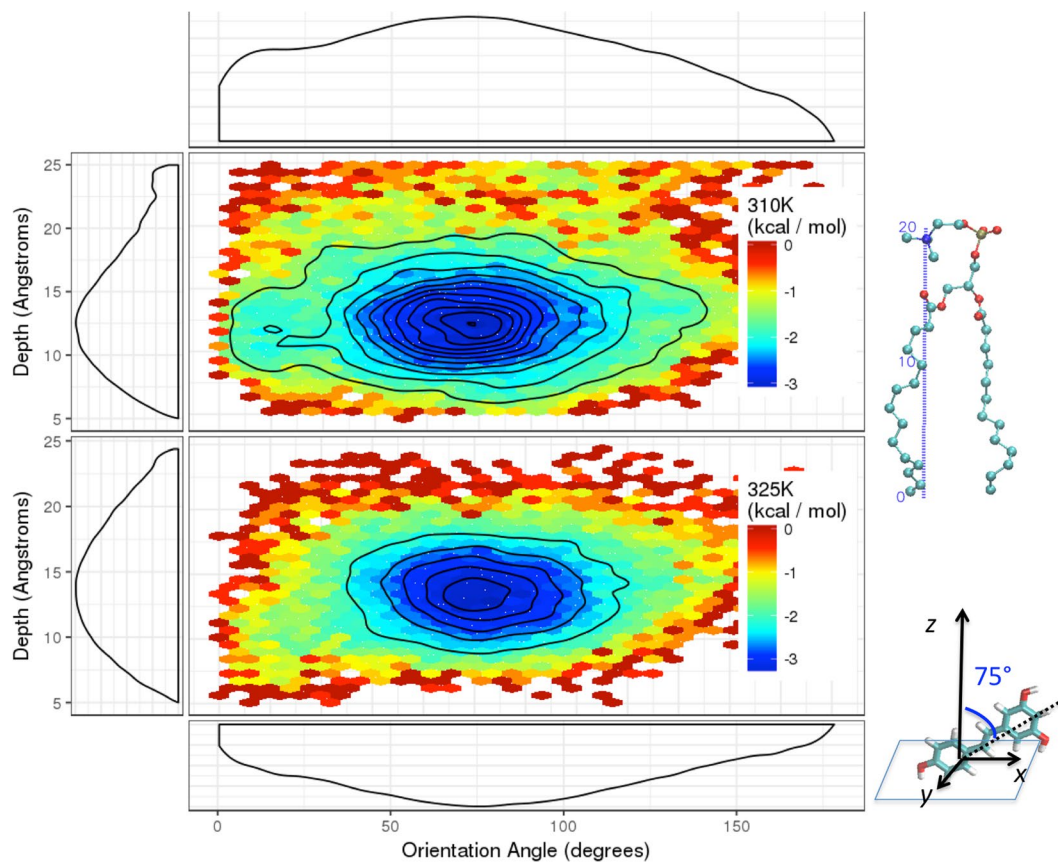 25
20
15
10
5
Depth (Angstroms)
310K
(kcal / mol)
0
-1
-2
-3
20
10
0
25
20
15
10
5
Depth (Angstroms)
325K
(kcal / mol)
0
-1
-2
-3
z
75°
x
y
0 50 100 150
Orientation Angle (degrees)